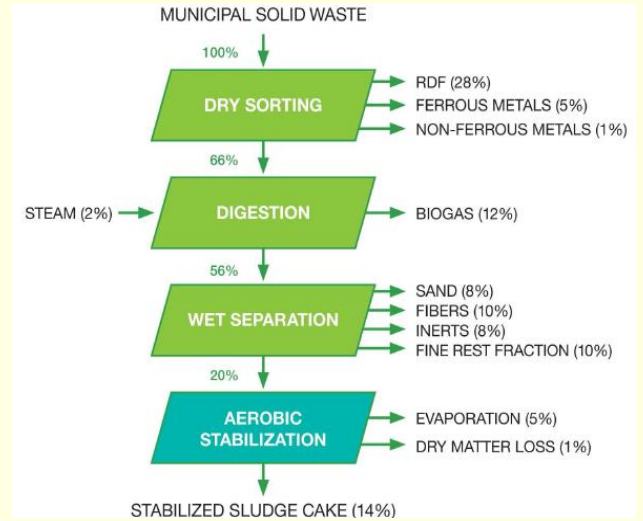 MUNICIPAL SOLID WASTE
100%
DRY SORTING
RDF (28%)
FERROUS METALS (5%)
NON-FERROUS METALS (1%)
66%
STEAM (2%)
DIGESTION
BIOGAS (12%)
56%
WET SEPARATION
SAND (8%)
FIBERS (10%)
INERTS (8%)
FINE REST FRACTION (10%)
20%
AEROBIC
STABILIZATION
EVAPORATION (5%)
DRY MATTER LOSS (1%)
STABILIZED SLUDGE CAKE (14%)